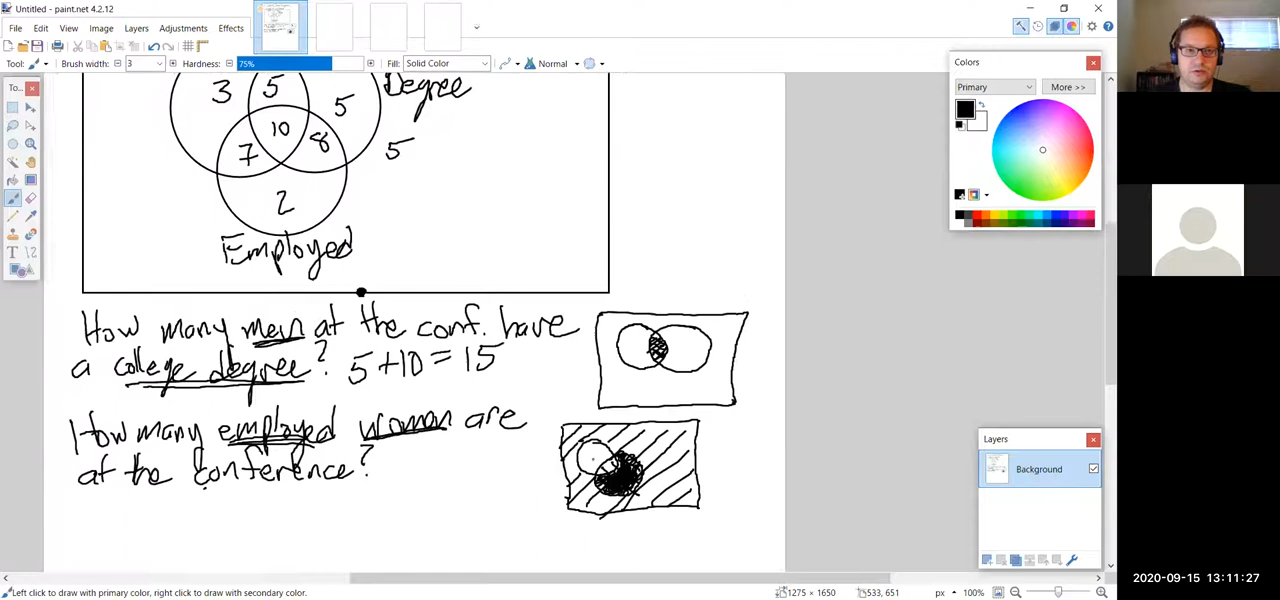 Untitled - paint.net 4.2.12
File Edit View Image Layers Adjustments Effects
Tool: Brush width: 3 Hardness: 75% Fill: Solid Color Normal
To...
3 5 5 Degree
10
7 8 5
2
Employed
How many men at the conf. have
a college degree? 5+10=15
How many employed woman are
at the conference?
Colors
Primary More >>
Layers
Background
Left click to draw with primary color, right click to draw with secondary color. 1275 × 1650 533, 651 px 100%
2020-09-15 13:11:27